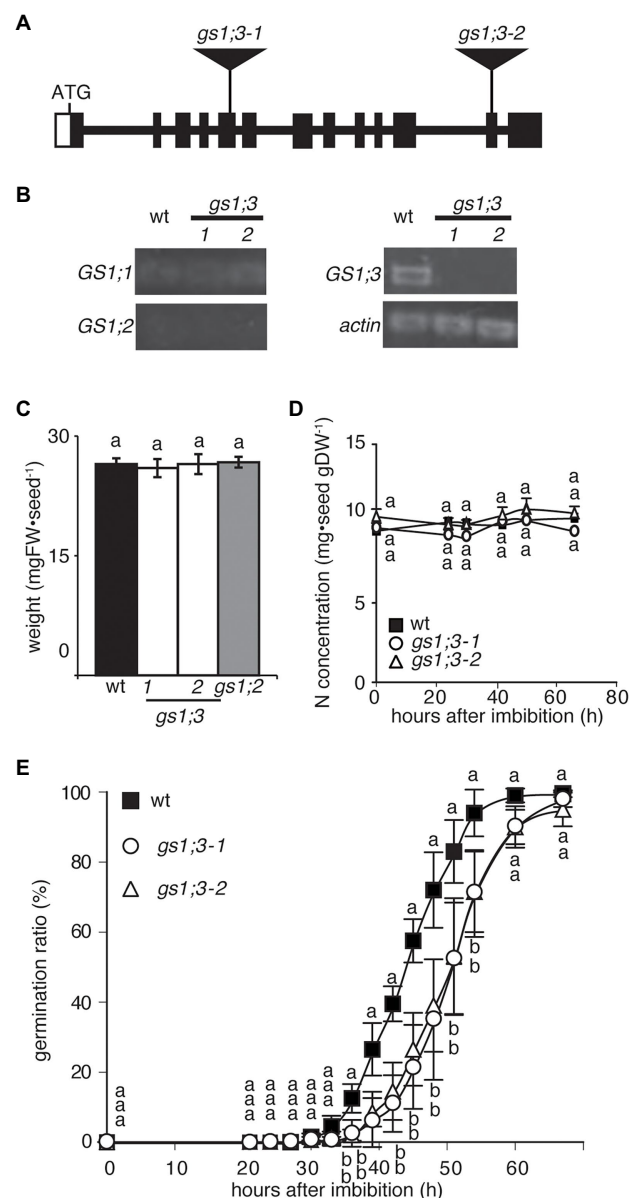 A
gs1;3-1 gs1;3-2
ATG
B
wt gs1;3 wt gs1;3
1 2 1 2
GS1;1 GS1;3
GS1;2 actin
C
weight (mgFW•seed⁻¹)
30
15
0
a a a a
wt 1 2 gs1;2
gs1;3
D
N concentration (mg•seed gDW⁻¹)
15
10
5
0
a a a a a a
a a a a a a
a a a a a a
wt
gs1;3-1
gs1;3-2
0 20 40 60 80
hours after imbibition (h)
E
germination ratio (%)
100
80
60
40
20
0
wt
gs1;3-1
gs1;3-2
a a a a a a a a a a a a a a a
a a a a a a b b b b b b b a a
a a a a a a b b b b b b b a a
0 10 20 30 40 50 60
hours after imbibition (h)